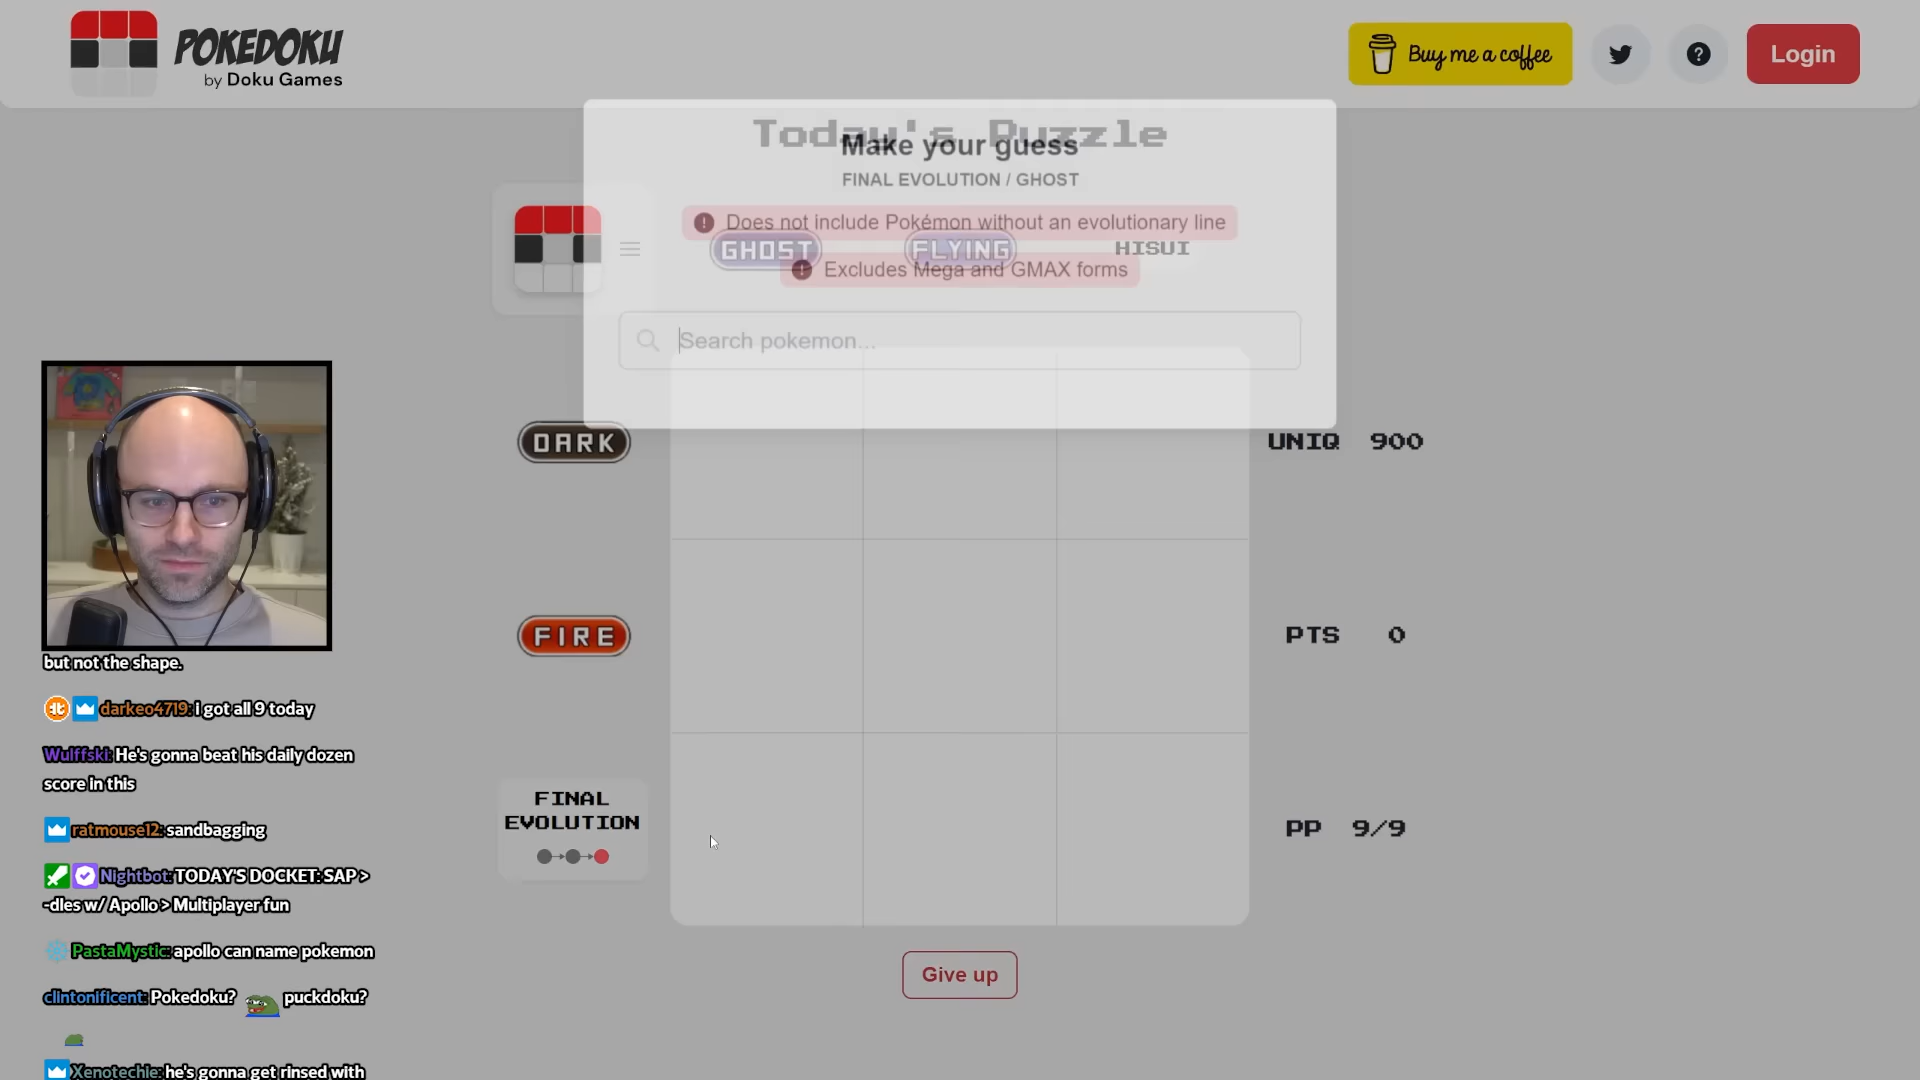 POKEDOKU
by Doku Games
Buy me a coffee
Login
Today's Puzzle
Make your guess
FINAL EVOLUTION / GHOST
Does not include Pokémon without an evolutionary line
GHOST
FLYING
HISUI
Excludes Mega and GMAX forms
Search pokemon...
DARK
UNIQ 900
FIRE
PTS 0
FINAL
EVOLUTION
PP 9/9
Give up
but not the shape.
darkeo4719: i got all 9 today
Wulffski: He's gonna beat his daily dozen
score in this
ratmouse12: sandbagging
Nightbot: TODAY'S DOCKET: SAP >
-dles w/ Apollo > Multiplayer fun
PastaMystic: apollo can name pokemon
clintonificent: Pokedoku? puckdoku?
Xenotechie: he's gonna get rinsed with